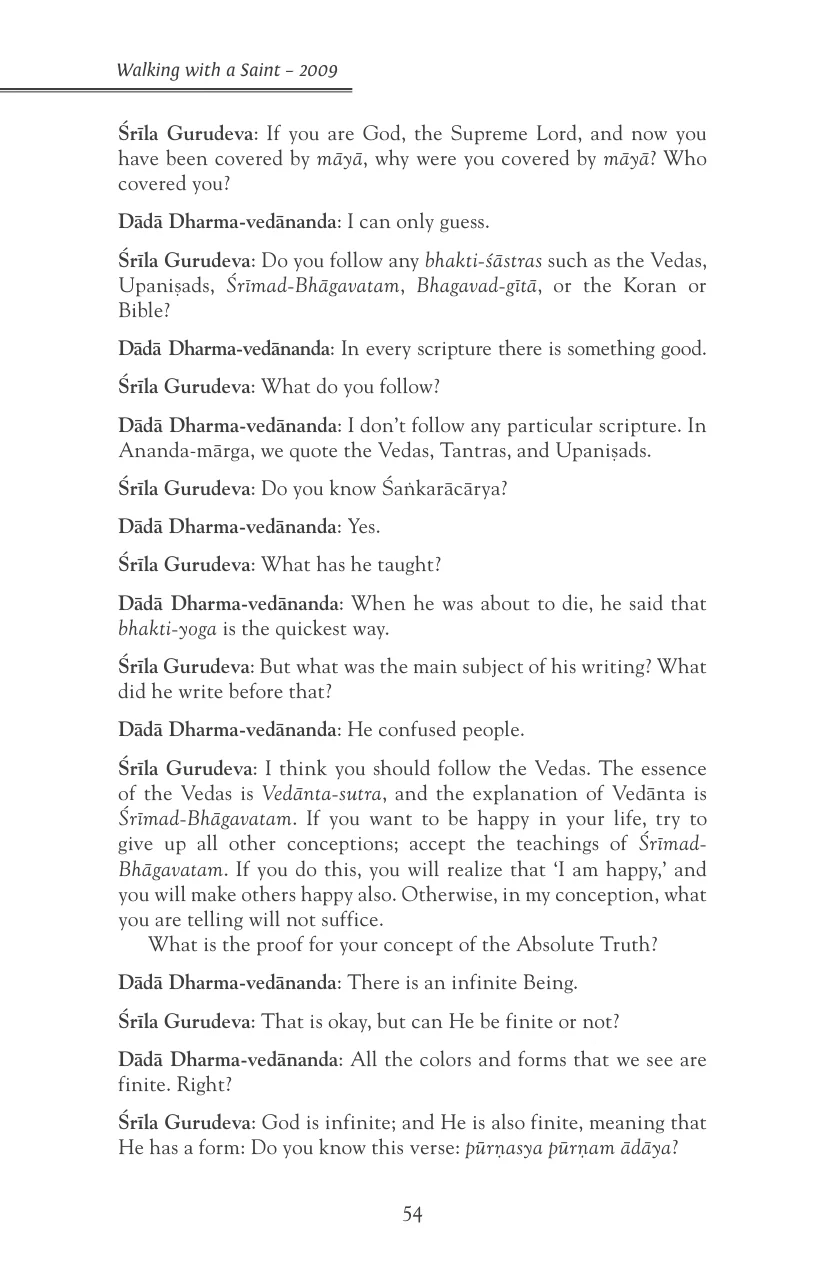 Walking with a Saint – 2009
Śrīla Gurudeva: If you are God, the Supreme Lord, and now you
have been covered by māyā, why were you covered by māyā? Who
covered you?
Dādā Dharma-vedānanda: I can only guess.
Śrīla Gurudeva: Do you follow any bhakti-śāstras such as the Vedas,
Upaniṣads, Śrīmad-Bhāgavatam, Bhagavad-gītā, or the Koran or
Bible?
Dādā Dharma-vedānanda: In every scripture there is something good.
Śrīla Gurudeva: What do you follow?
Dādā Dharma-vedānanda: I don’t follow any particular scripture. In
Ananda-mārga, we quote the Vedas, Tantras, and Upaniṣads.
Śrīla Gurudeva: Do you know Śaṅkarācārya?
Dādā Dharma-vedānanda: Yes.
Śrīla Gurudeva: What has he taught?
Dādā Dharma-vedānanda: When he was about to die, he said that
bhakti-yoga is the quickest way.
Śrīla Gurudeva: But what was the main subject of his writing? What
did he write before that?
Dādā Dharma-vedānanda: He confused people.
Śrīla Gurudeva: I think you should follow the Vedas. The essence
of the Vedas is Vedānta-sutra, and the explanation of Vedānta is
Śrīmad-Bhāgavatam. If you want to be happy in your life, try to
give up all other conceptions; accept the teachings of Śrīmad-
Bhāgavatam. If you do this, you will realize that ‘I am happy,’ and
you will make others happy also. Otherwise, in my conception, what
you are telling will not suffice.
What is the proof for your concept of the Absolute Truth?
Dādā Dharma-vedānanda: There is an infinite Being.
Śrīla Gurudeva: That is okay, but can He be finite or not?
Dādā Dharma-vedānanda: All the colors and forms that we see are
finite. Right?
Śrīla Gurudeva: God is infinite; and He is also finite, meaning that
He has a form: Do you know this verse: pūrṇasya pūrṇam ādāya?
54